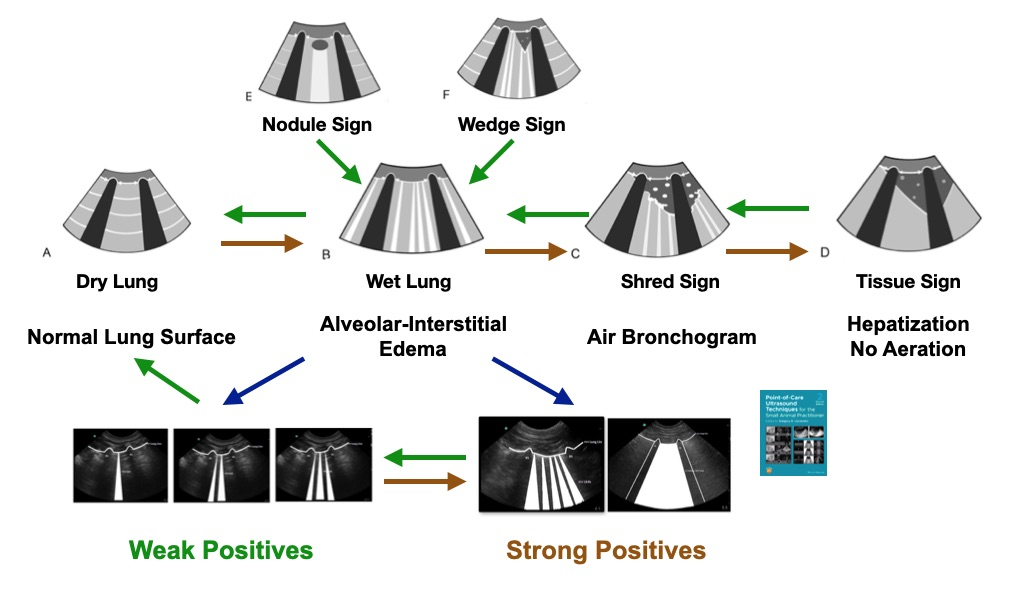 E
F
Nodule Sign
Wedge Sign
A
B
C
D
Dry Lung
Wet Lung
Shred Sign
Tissue Sign
Normal Lung Surface
Alveolar-Interstitial
Edema
Air Bronchogram
Hepatization
No Aeration
Point-of-Care
Ultrasound
Techniques for the
Small Animal Practitioner
2
Weak Positives
Strong Positives